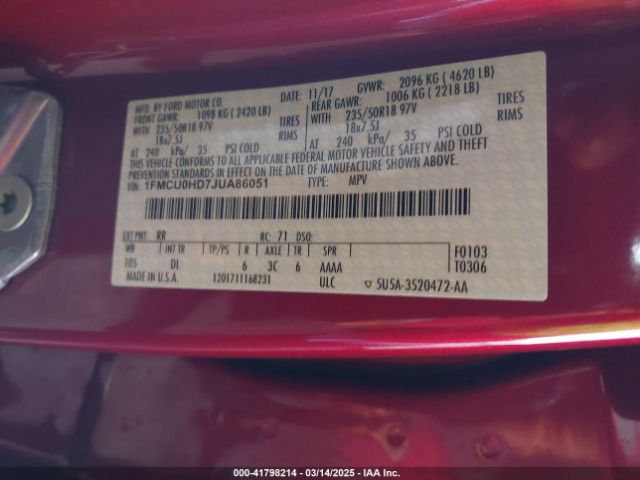 MFD. BY FORD MOTOR CO. DATE: 11/17 GVWR: 2096 KG ( 4620 LB)
FRONT GAWR: 1098 KG ( 2420 LB) REAR GAWR: 1006 KG ( 2218 LB)
WITH 235/50R18 97V TIRES WITH 235/50R18 97V TIRES
18x7.5J RIMS 18x7.5J RIMS
AT 240 kPa/ 35 PSI COLD AT 240 kPa/ 35 PSI COLD
THIS VEHICLE CONFORMS TO ALL APPLICABLE FEDERAL MOTOR VEHICLE SAFETY AND THEFT
PREVENTION STANDARDS IN EFFECT ON THE DATE OF MANUFACTURE SHOWN ABOVE.
VIN: 1FMCU0HD7JUA86051 TYPE: MPV
EXT PNT: RR RC: 71 DSO:
WB INT TR TP/PS R AXLE TR SPR F0103
105 DL 6 3C 6 AAAA T0306
MADE IN U.S.A. 1201711168231 ULC ▽ 5U5A-3520472-AA
000-41798214 - 03/14/2025 - IAA Inc.